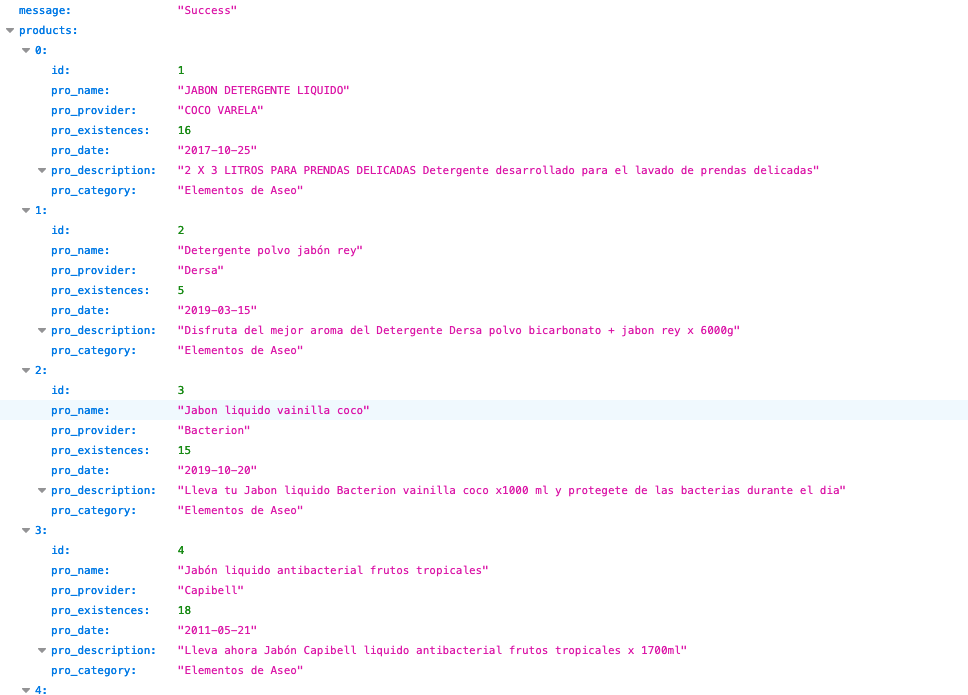 message: "Success"
products:
0:
id: 1
pro_name: "JABON DETERGENTE LIQUIDO"
pro_provider: "COCO VARELA"
pro_existences: 16
pro_date: "2017-10-25"
pro_description: "2 X 3 LITROS PARA PRENDAS DELICADAS Detergente desarrollado para el lavado de prendas delicadas"
pro_category: "Elementos de Aseo"
1:
id: 2
pro_name: "Detergente polvo jabón rey"
pro_provider: "Dersa"
pro_existences: 5
pro_date: "2019-03-15"
pro_description: "Disfruta del mejor aroma del Detergente Dersa polvo bicarbonato + jabon rey x 6000g"
pro_category: "Elementos de Aseo"
2:
id: 3
pro_name: "Jabon liquido vainilla coco"
pro_provider: "Bacterion"
pro_existences: 15
pro_date: "2019-10-20"
pro_description: "Lleva tu Jabon liquido Bacterion vainilla coco x1000 ml y protegete de las bacterias durante el dia"
pro_category: "Elementos de Aseo"
3:
id: 4
pro_name: "Jabón liquido antibacterial frutos tropicales"
pro_provider: "Capibell"
pro_existences: 18
pro_date: "2011-05-21"
pro_description: "Lleva ahora Jabón Capibell liquido antibacterial frutos tropicales x 1700ml"
pro_category: "Elementos de Aseo"
4: